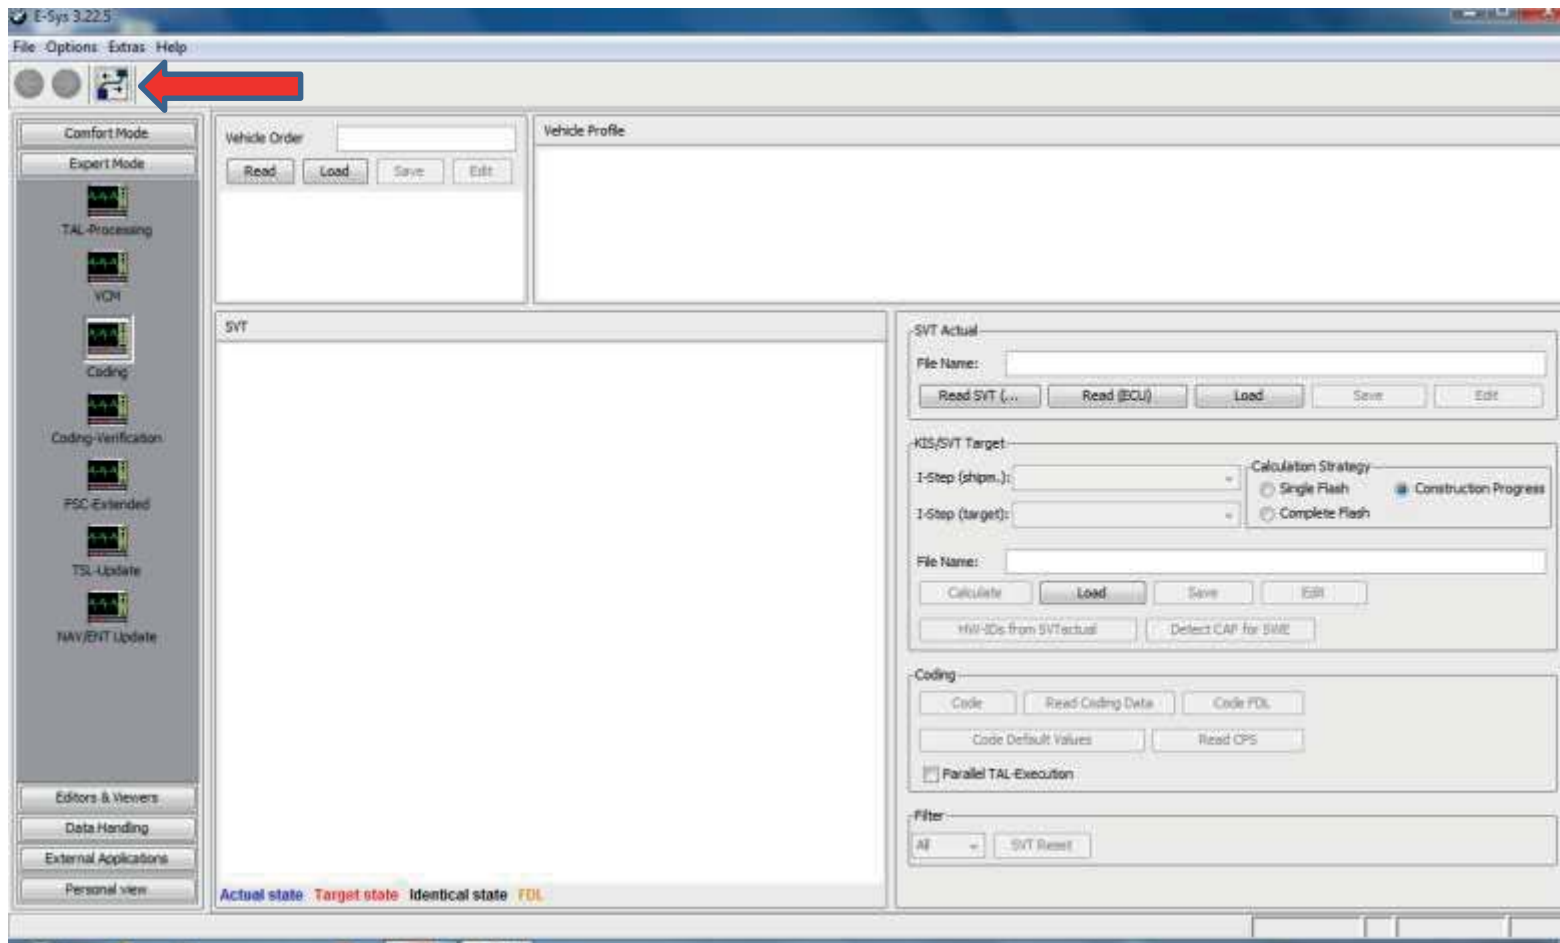 E-Sys 3.22.5
File Options Extras Help
Comfort Mode
Expert Mode
TAL-Processing
VCM
Coding
Coding-Verification
FSC-Extended
TSL-Update
NAV/ENT Update
Editors & Viewers
Data Handling
External Applications
Personal view
Vehicle Order
Read Load Save Edit
Vehicle Profile
SVT
Actual state Target state Identical state FDL
SVT Actual
File Name:
Read SVT (... Read (ECU) Load Save Edit
KIS/SVT Target
I-Step (shipm.):
I-Step (target):
Calculation Strategy
Single Flash Construction Progress
Complete Flash
File Name:
Calculate Load Save Edit
HW-IDs from SVTactual Detect CAF for SWE
Coding
Code Read Coding Data Code FDL
Code Default Values Read CPS
Parallel TAL-Execution
Filter
All SVT Reset